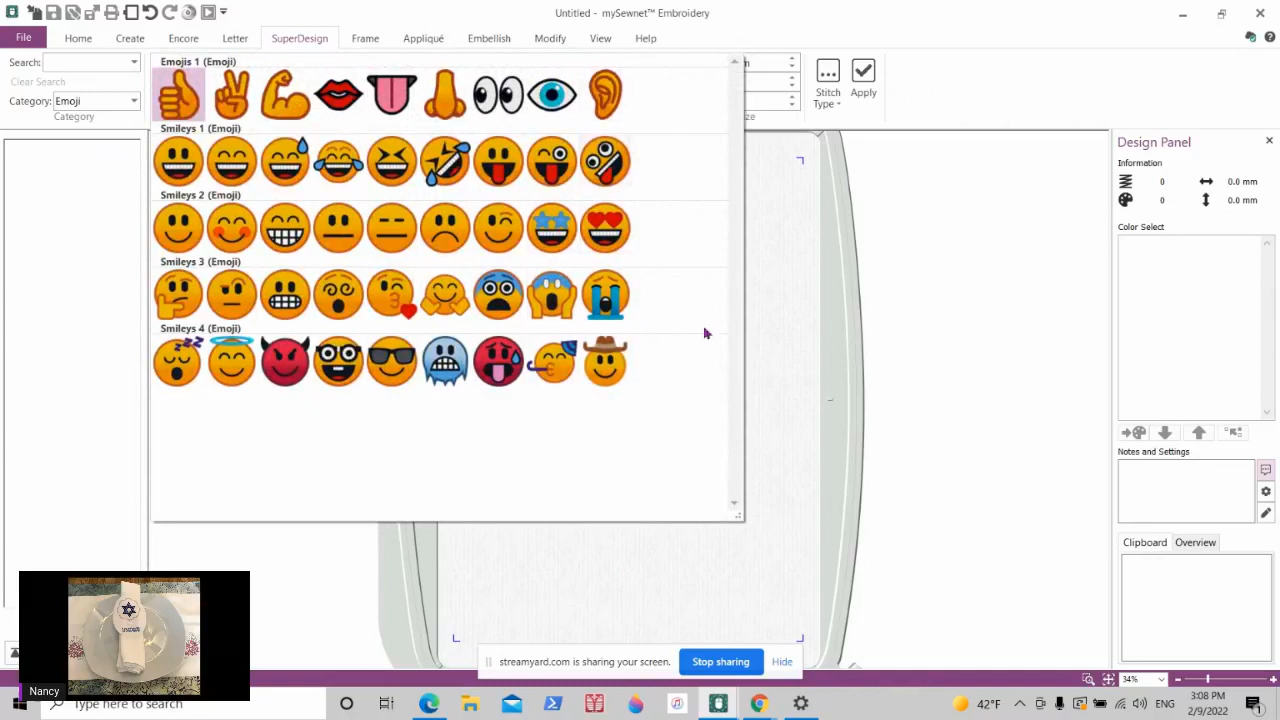 Untitled - mySewnet™ Embroidery
File Home Create Encore Letter SuperDesign Frame Appliqué Embellish Modify View Help
Search:
Clear Search
Category: Emoji
Category
Emojis 1 (Emoji)
Smileys 1 (Emoji)
Smileys 2 (Emoji)
Smileys 3 (Emoji)
Smileys 4 (Emoji)
Stitch Type
Apply
Design Panel
Information
0 0.0 mm
0 0.0 mm
Color Select
Notes and Settings
Clipboard Overview
Nancy
streamyard.com is sharing your screen. Stop sharing Hide
34%
Type here to search
42°F
ENG
3:08 PM
2/9/2022
1